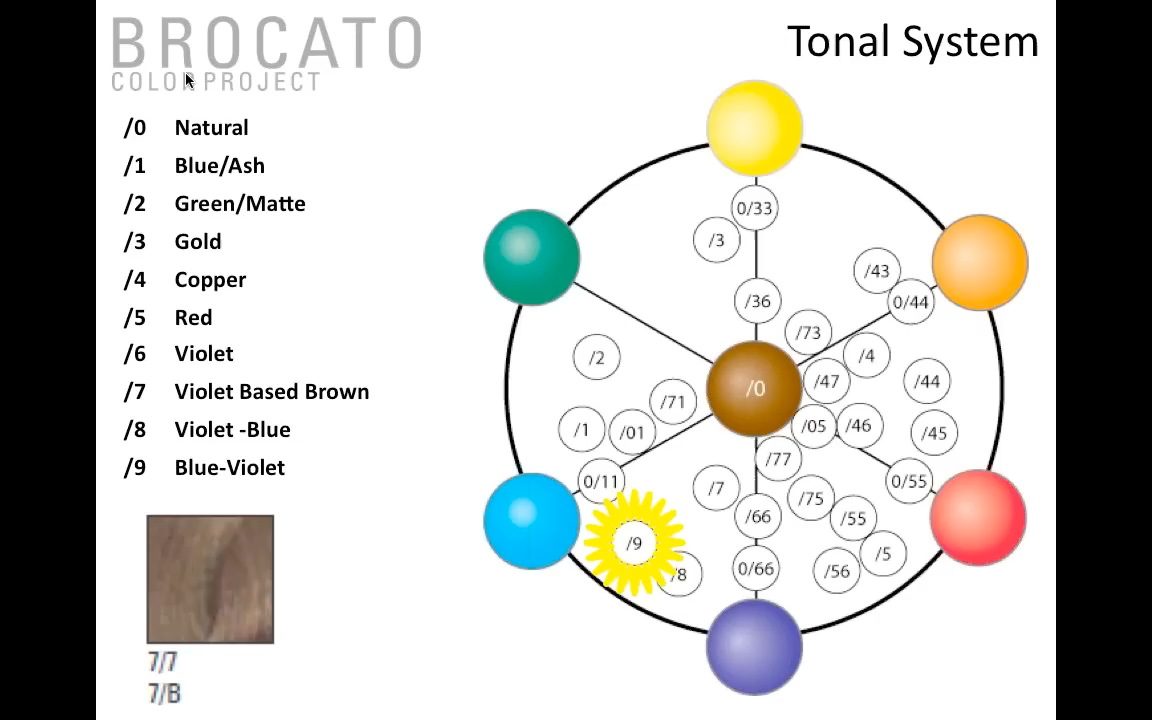 BROCATO
COLOR PROJECT
Tonal System
/0 Natural
/1 Blue/Ash
/2 Green/Matte
/3 Gold
/4 Copper
/5 Red
/6 Violet
/7 Violet Based Brown
/8 Violet -Blue
/9 Blue-Violet
7/7
7/B
0/33
/3
/43
/36
0/44
/73
/2
/4
/0
/47
/44
/71
/1
/01
/05
/46
/45
/77
0/11
/7
0/55
/75
/66
/55
/9
/5
/8
0/66
/56